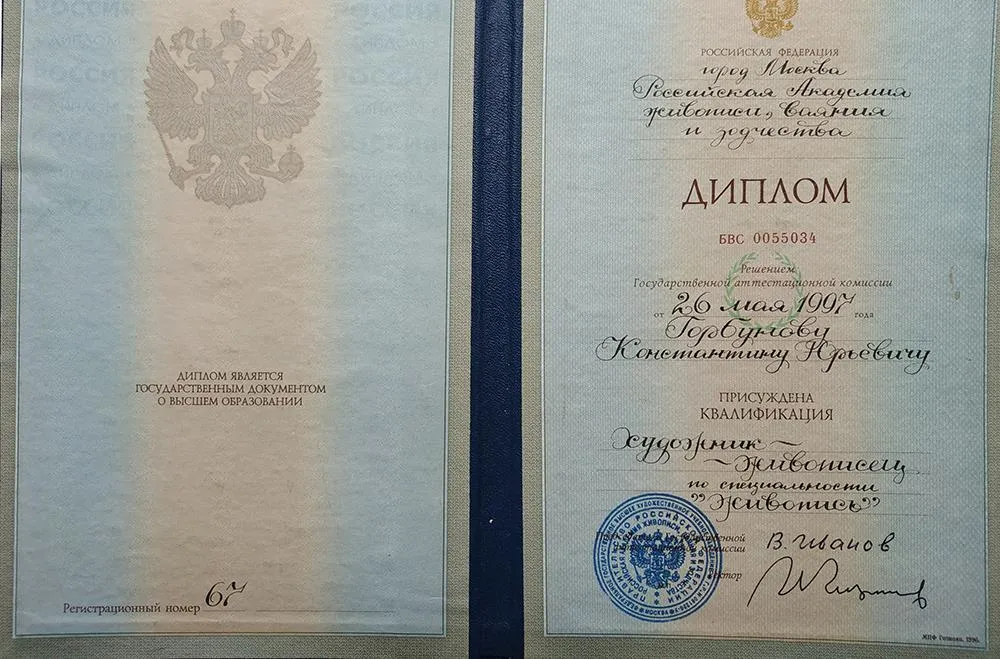 ДИПЛОМ ЯВЛЯЕТСЯ
ГОСУДАРСТВЕННЫМ ДОКУМЕНТОМ
О ВЫСШЕМ ОБРАЗОВАНИИ
Регистрационный номер 67
РОССИЙСКАЯ ФЕДЕРАЦИЯ
город Москва
Российская Академия
живописи, ваяния
и зодчества
ДИПЛОМ
БВС 0055034
Решением
Государственной аттестационной комиссии
от 26 мая 1997 года
Горбунову
Константину Юрьевичу
ПРИСУЖДЕНА
КВАЛИФИКАЦИЯ
Художник –
– живописец
по специальности
"Живопись"
комиссии В. Иванов